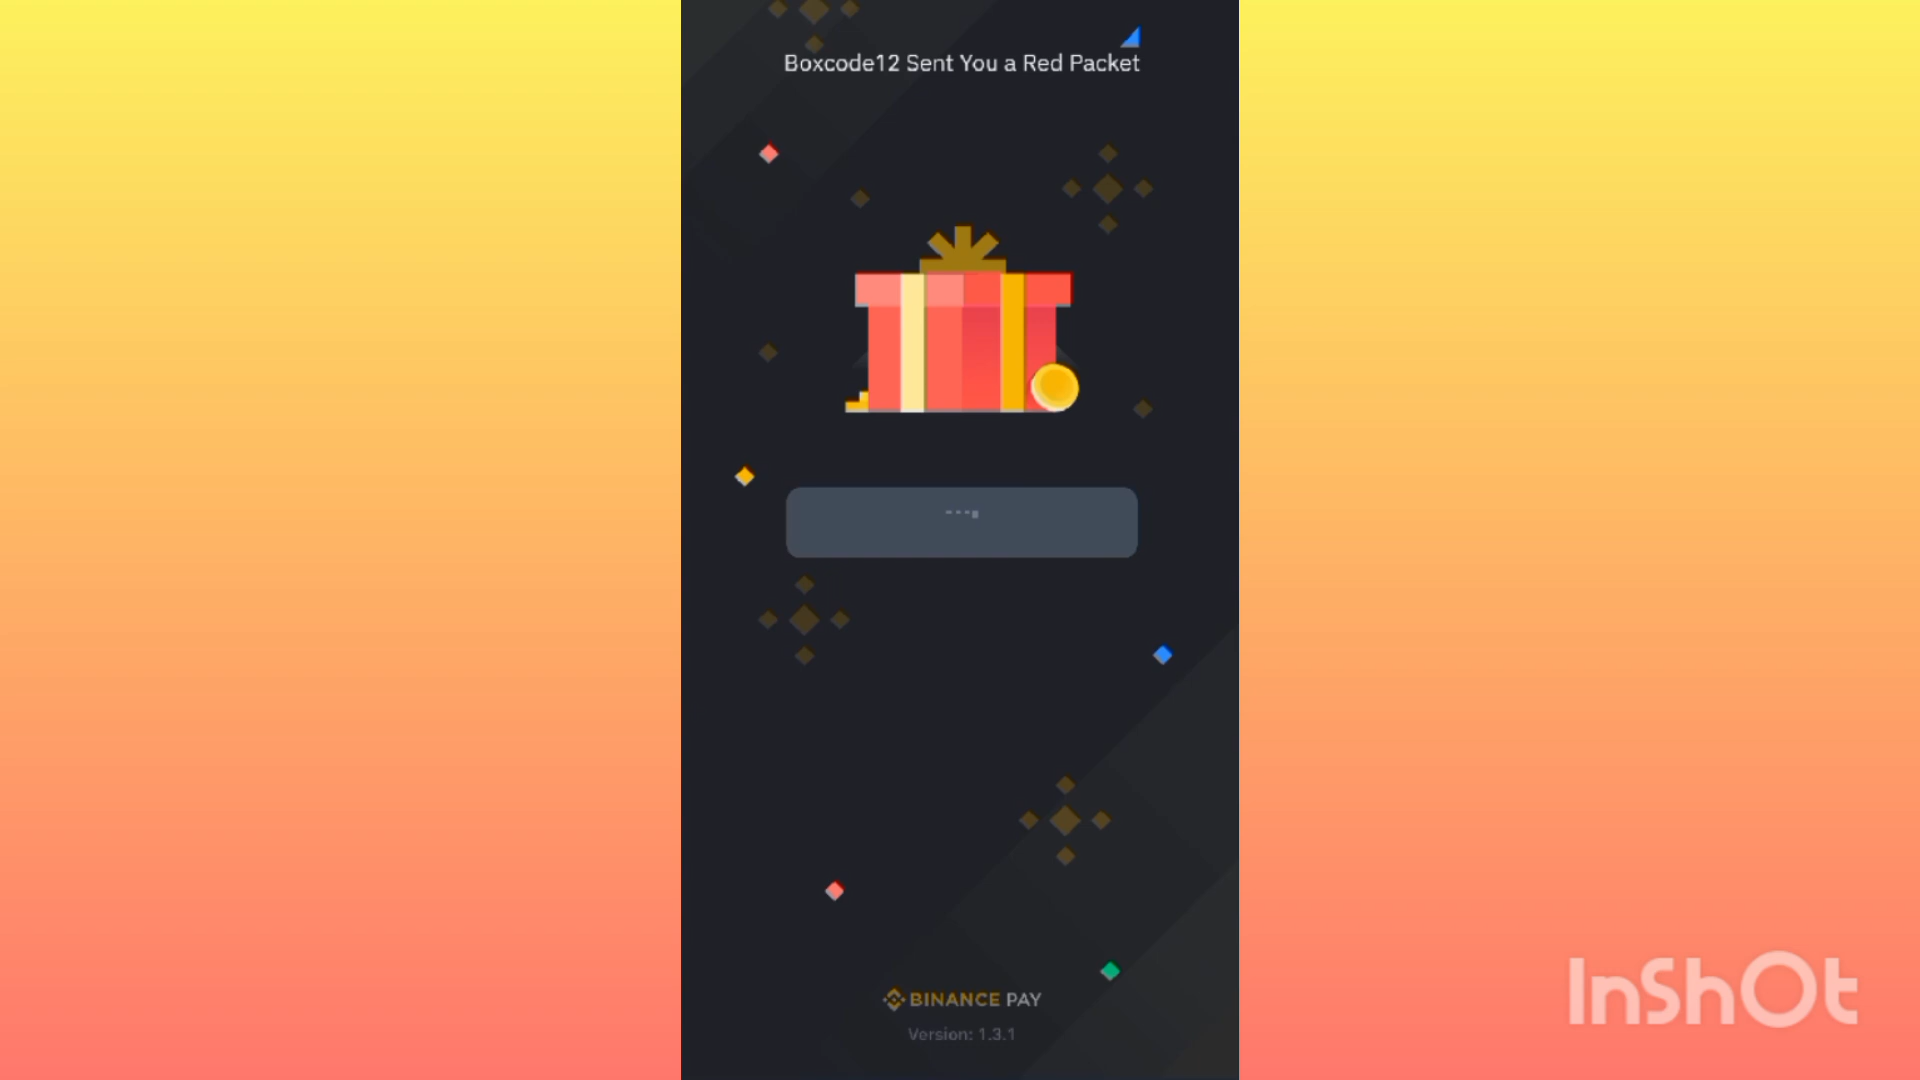 Boxcode12 Sent You a Red Packet
BINANCE PAY
Version: 1.3.1
InShOt